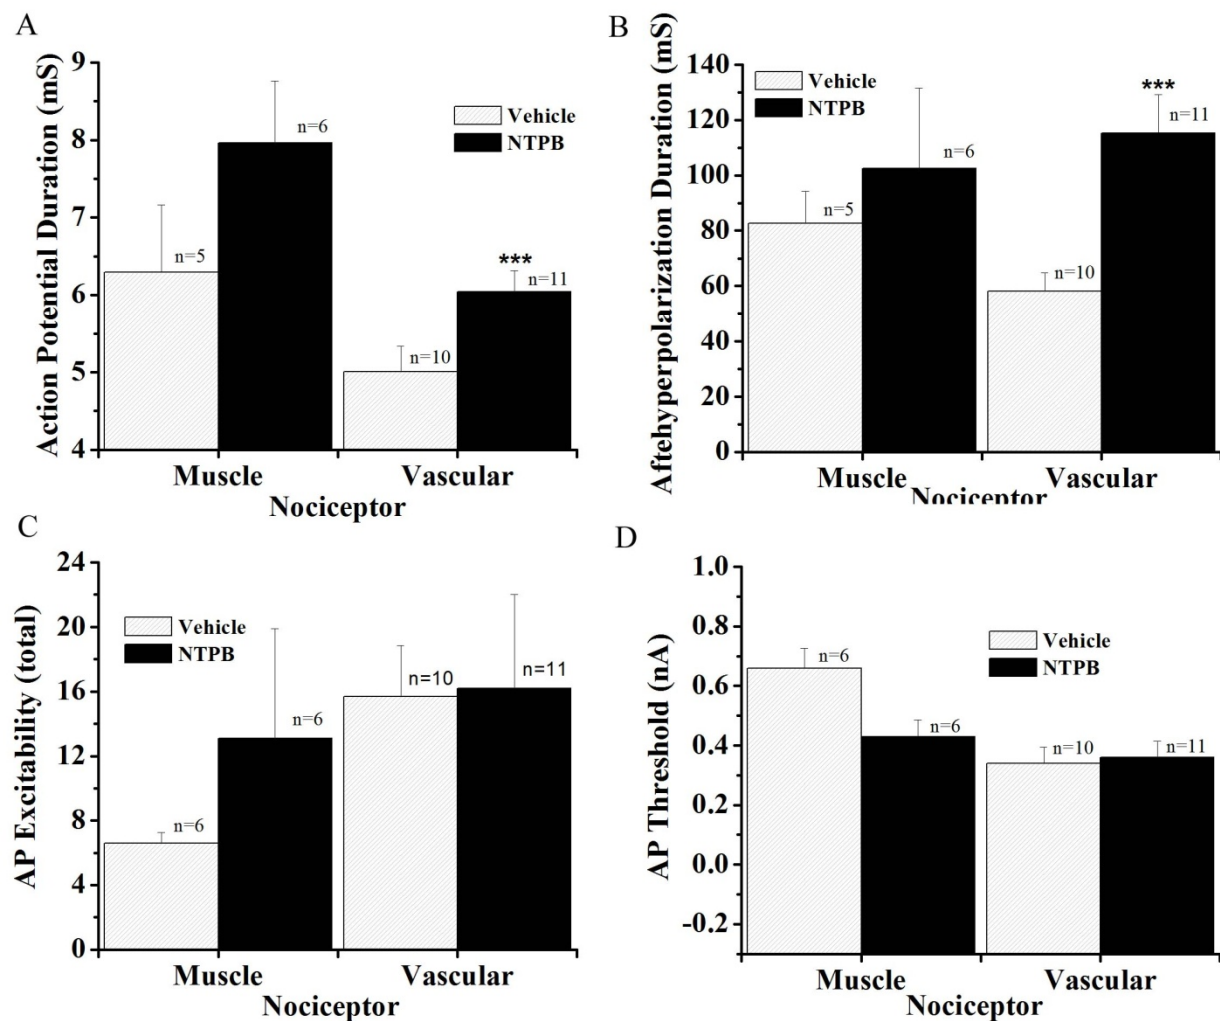 A
Action Potential Duration (mS)
9
8
7
6
5
4
Vehicle
NTPB
n=5
n=6
n=10
***
n=11
Muscle
Vascular
Nociceptor
B
Aftehyperpolarization Duration (mS)
140
120
100
80
60
40
20
0
Vehicle
NTPB
n=5
n=6
n=10
***
n=11
Muscle
Vascular
Nociceptor
C
AP Excitability (total)
24
20
16
12
8
4
0
Vehicle
NTPB
n=6
n=6
n=10
n=11
Muscle
Vascular
Nociceptor
D
AP Threshold (nA)
1.0
0.8
0.6
0.4
0.2
0.0
-0.2
Vehicle
NTPB
n=6
n=6
n=10
n=11
Muscle
Vascular
Nociceptor